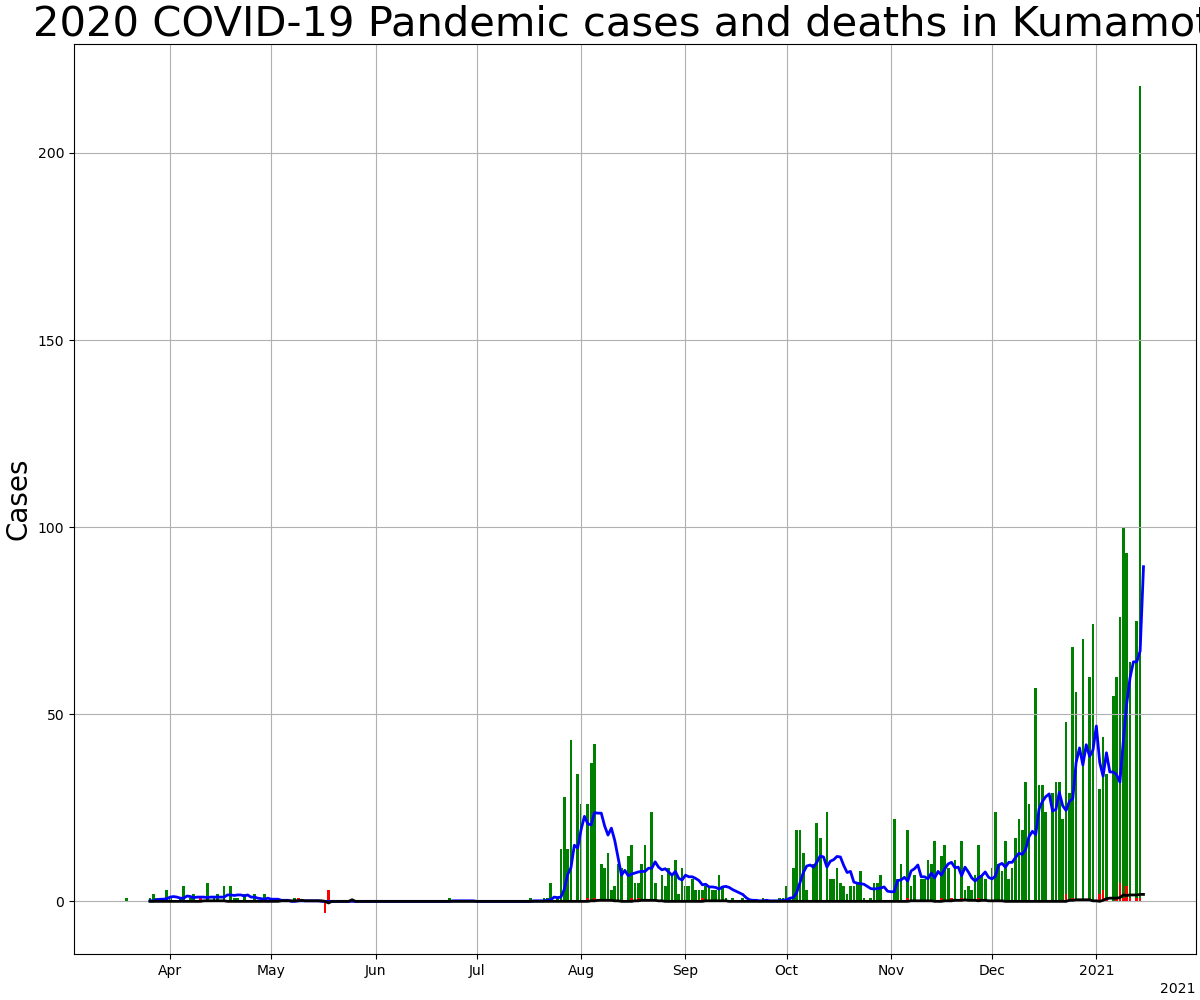 2020 COVID-19 Pandemic cases and deaths in Kumamot
Cases
200
150
100
50
0
Apr May Jun Jul Aug Sep Oct Nov Dec 2021
2021